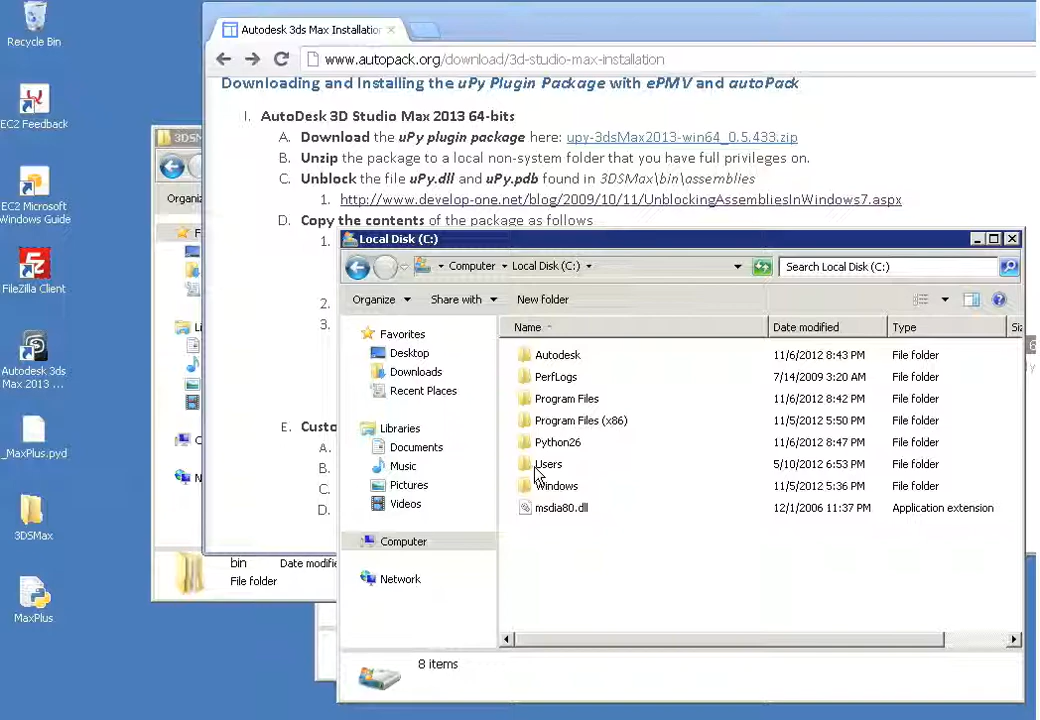 Recycle Bin
EC2 Feedback
EC2 Microsoft
Windows Guide
FileZilla Client
Autodesk 3ds
Max 2013 ...
_MaxPlus.pyd
3DSMax
MaxPlus
Autodesk 3ds Max Installation
www.autopack.org/download/3d-studio-max-installation
Downloading and Installing the uPy Plugin Package with ePMV and autoPack
I. AutoDesk 3D Studio Max 2013 64-bits
A. Download the uPy plugin package here: upy-3dsMax2013-win64_0.5.433.zip
B. Unzip the package to a local non-system folder that you have full privileges on.
C. Unblock the file uPy.dll and uPy.pdb found in 3DSMax\bin\assemblies
1. http://www.develop-one.net/blog/2009/10/11/UnblockingAssembliesInWindows7.aspx
D. Copy the contents of the package as follows
1.
2.
3.
E. Custo
A.
B.
C.
D.
3DSM
Organiz
bin Date modifie
File folder
Local Disk (C:)
Computer Local Disk (C:) Search Local Disk (C:)
Organize Share with New folder
Name Date modified Type Siz
Favorites
Desktop
Downloads
Recent Places
Libraries
Documents
Music
Pictures
Videos
Computer
Network
Autodesk 11/6/2012 8:43 PM File folder
PerfLogs 7/14/2009 3:20 AM File folder
Program Files 11/6/2012 8:42 PM File folder
Program Files (x86) 11/5/2012 5:50 PM File folder
Python26 11/6/2012 8:47 PM File folder
Users 5/10/2012 6:53 PM File folder
Windows 11/5/2012 5:36 PM File folder
msdia80.dll 12/1/2006 11:37 PM Application extension
8 items